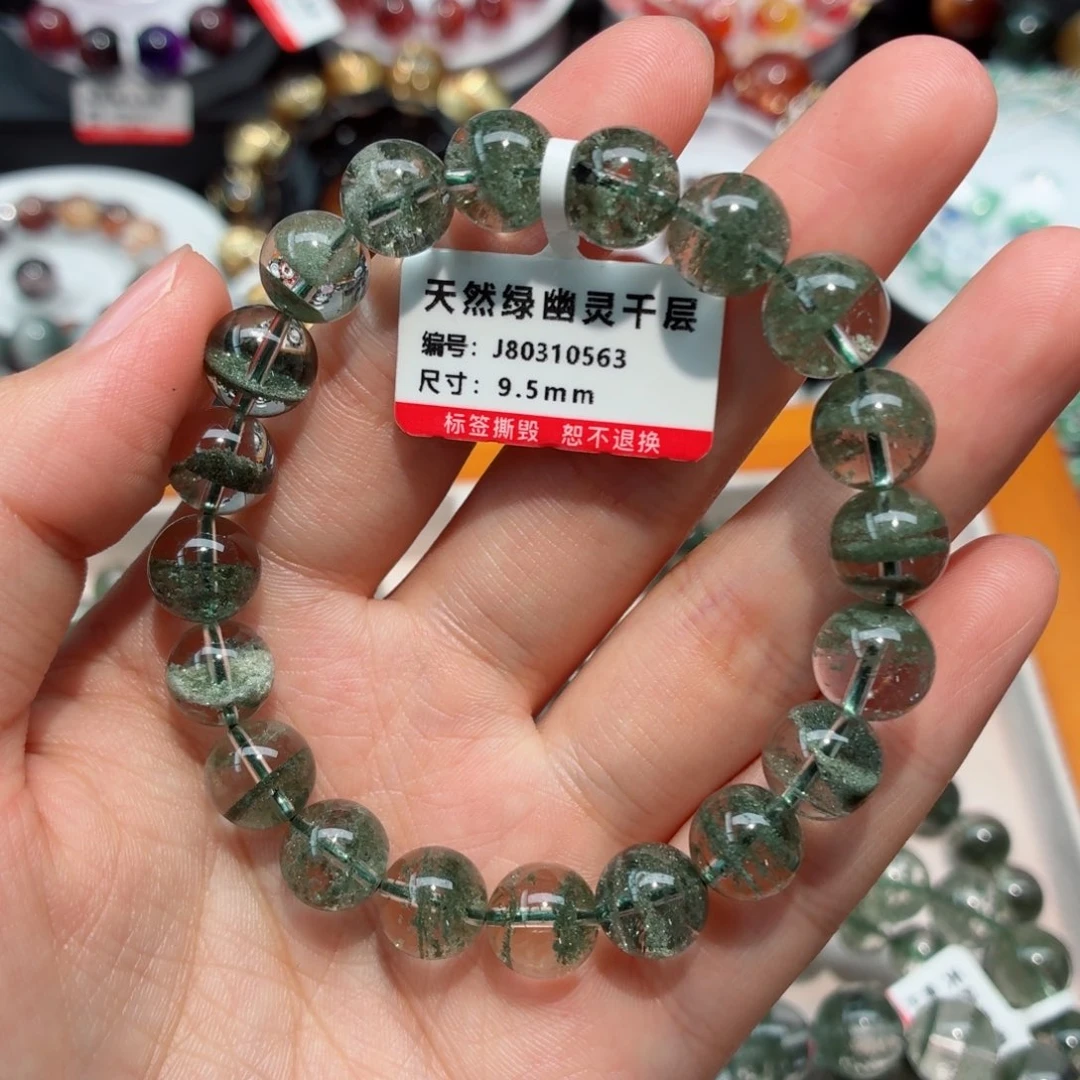 天然绿幽灵千层
编号：J80310563
尺寸：9.5mm
标签撕毁 恕不退换